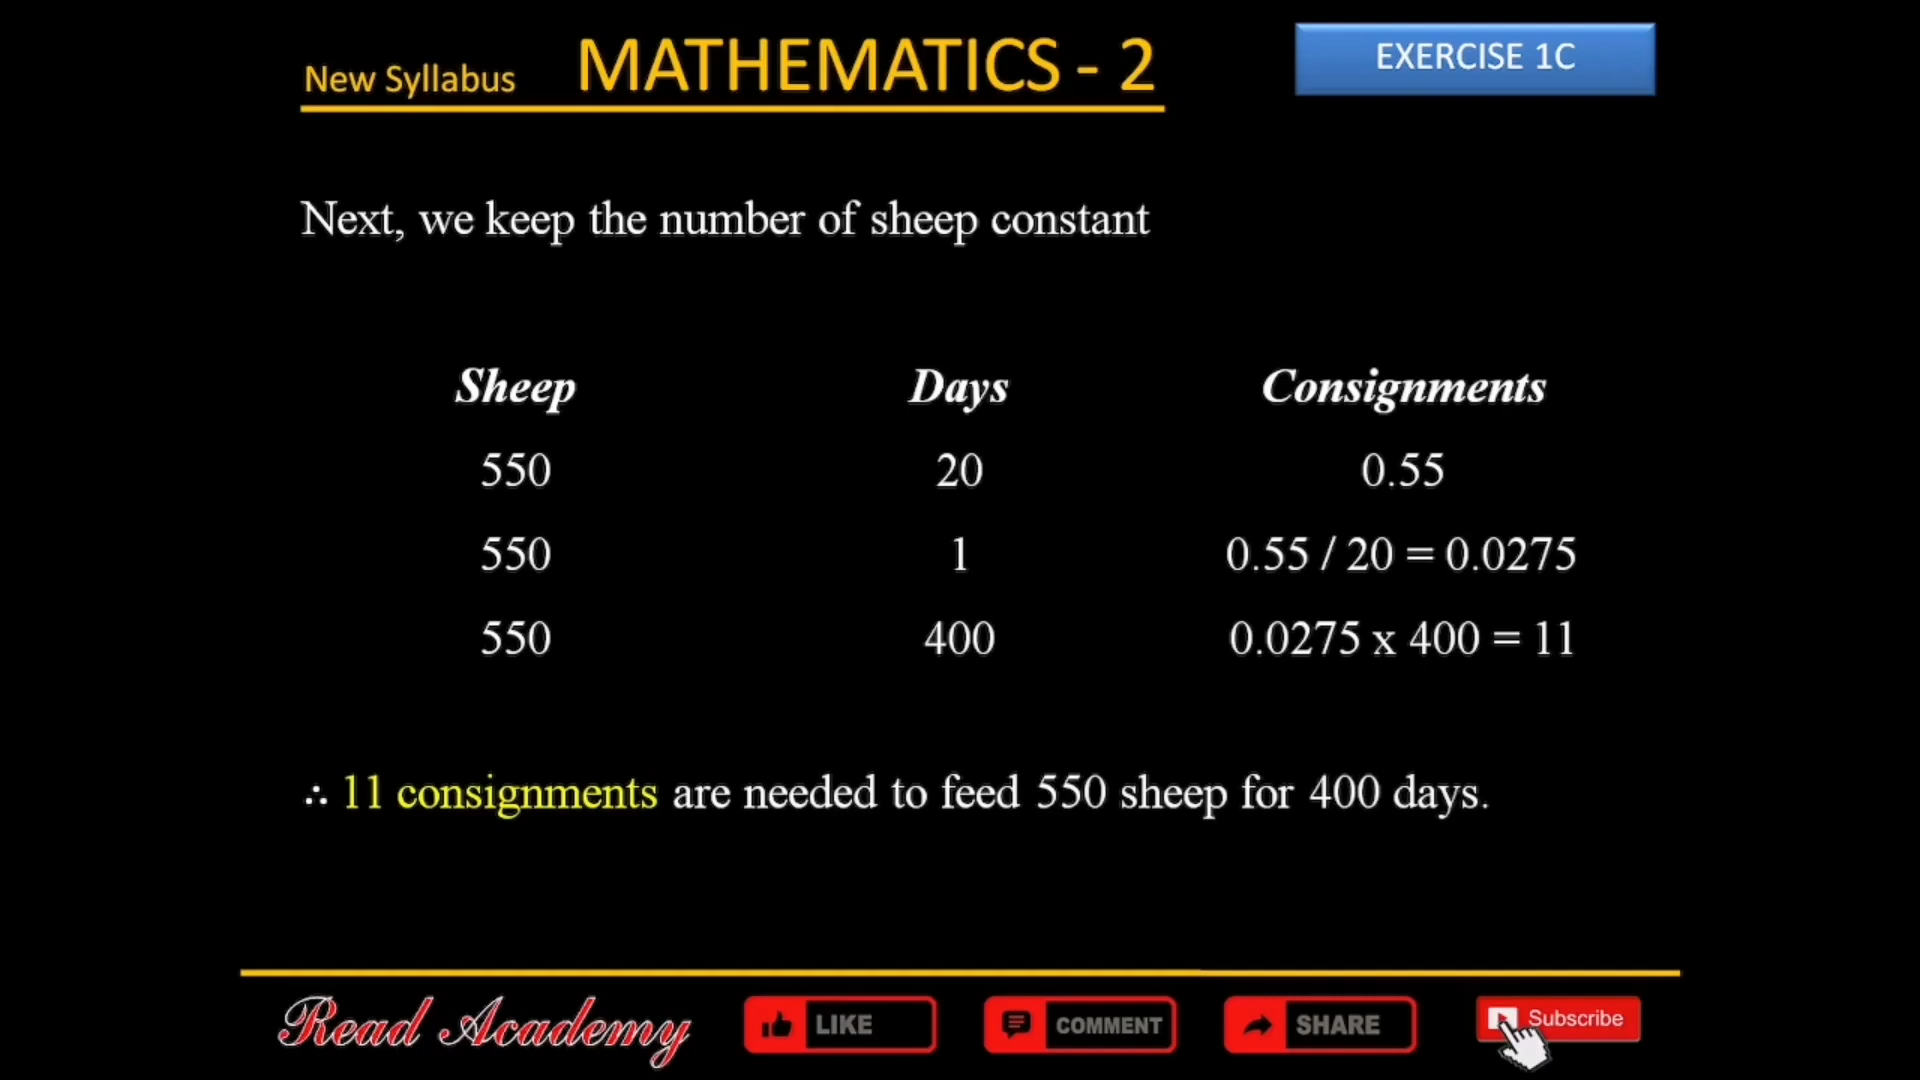 New Syllabus MATHEMATICS - 2
EXERCISE 1C
Next, we keep the number of sheep constant
Sheep Days Consignments
550 20 0.55
550 1 0.55 / 20 = 0.0275
550 400 0.0275 x 400 = 11
∴ 11 consignments are needed to feed 550 sheep for 400 days.
Read Academy LIKE COMMENT SHARE Subscribe